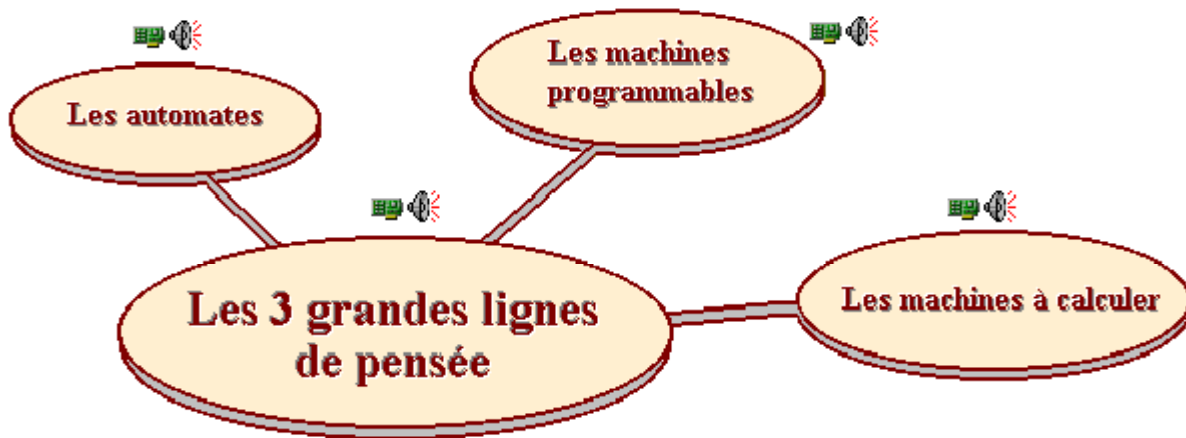 Les automates
Les machines
programmables
Les 3 grandes lignes
de pensée
Les machines à calculer